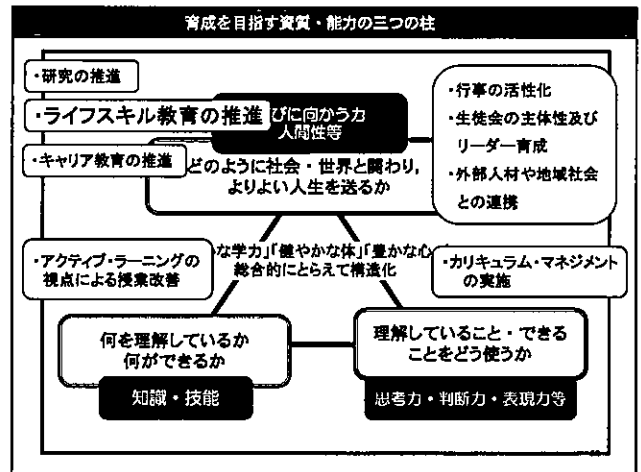 育成を目指す資質・能力の三つの柱
・研究の推進
・ライフスキル教育の推進
・キャリア教育の推進
びに向かう力
人間性等
どのように社会・世界と関わり，
よりよい人生を送るか
・行事の活性化
・生徒会の主体性及び
リーダー育成
・外部人材や地域社会
との連携
・アクティブ・ラーニングの
視点による授業改善
な学力」「健やかな体」「豊かな心
総合的にとらえて構造化
・カリキュラム・マネジメント
の実施
何を理解しているか
何ができるか
知識・技能
理解していること・できる
ことをどう使うか
思考力・判断力・表現力等